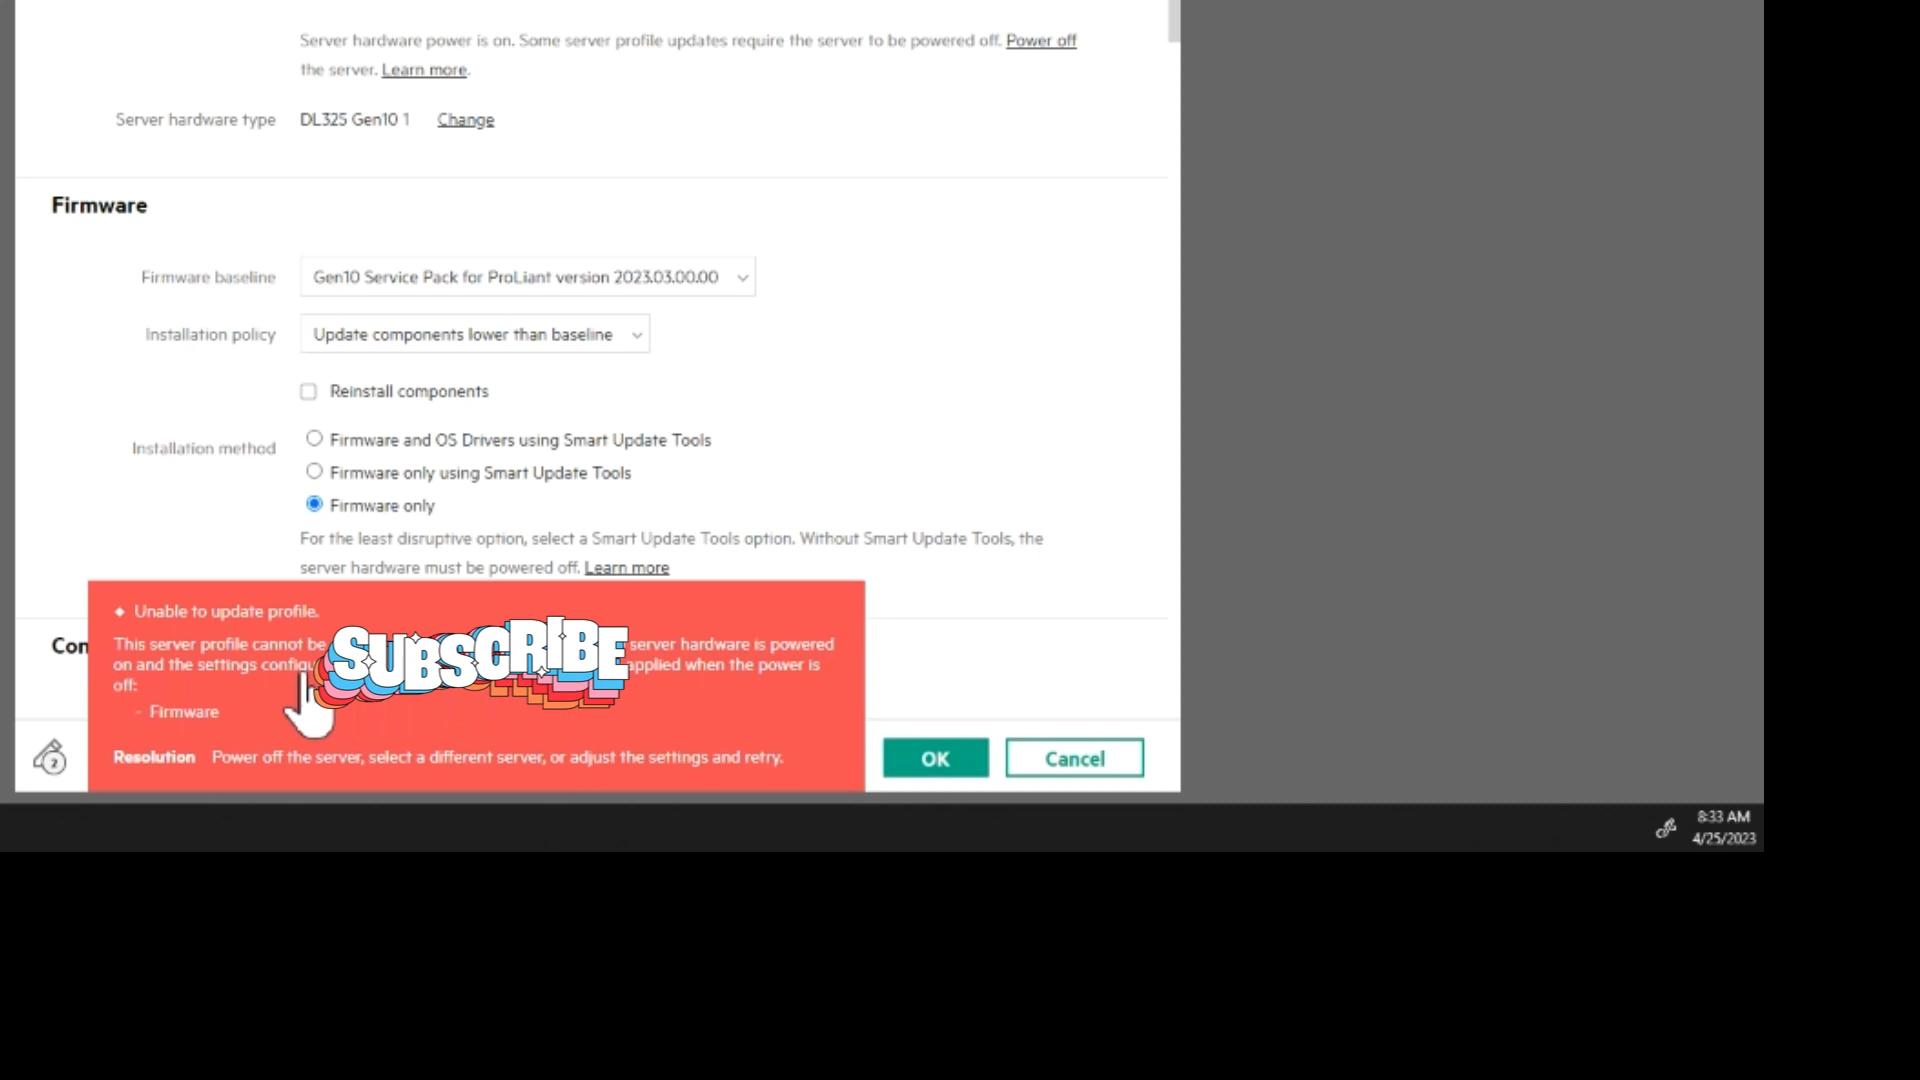 Server hardware power is on. Some server profile updates require the server to be powered off. Power off
the server. Learn more.
Server hardware type DL325 Gen10 1 Change
Firmware
Firmware baseline Gen10 Service Pack for ProLiant version 2023.03.00.00
Installation policy Update components lower than baseline
Reinstall components
Installation method
Firmware and OS Drivers using Smart Update Tools
Firmware only using Smart Update Tools
Firmware only
For the least disruptive option, select a Smart Update Tools option. Without Smart Update Tools, the
server hardware must be powered off. Learn more
Con
Unable to update profile.
This server profile cannot be server hardware is powered
on and the settings applied when the power is
off:
- Firmware
Resolution Power off the server, select a different server, or adjust the settings and retry.
SUBSCRIBE
2
OK
Cancel
8:33 AM
4/25/2023